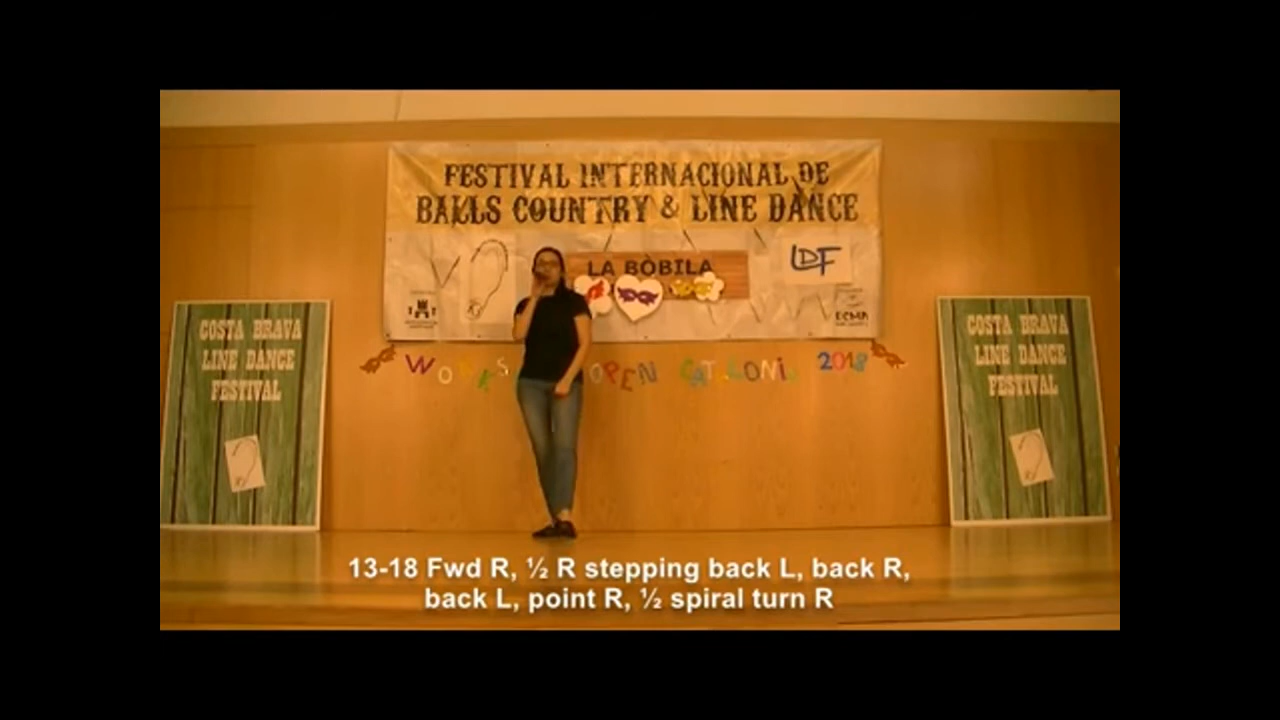 FESTIVAL INTERNACIONAL DE
BALLS COUNTRY & LINE DANCE
LA BÒBILA
LDF
COSTA BRAVA
LINE DANCE
FESTIVAL
COSTA BRAVA
LINE DANCE
FESTIVAL
OPEN CATALONIA 2018
13-18 Fwd R, ½ R stepping back L, back R,
back L, point R, ½ spiral turn R